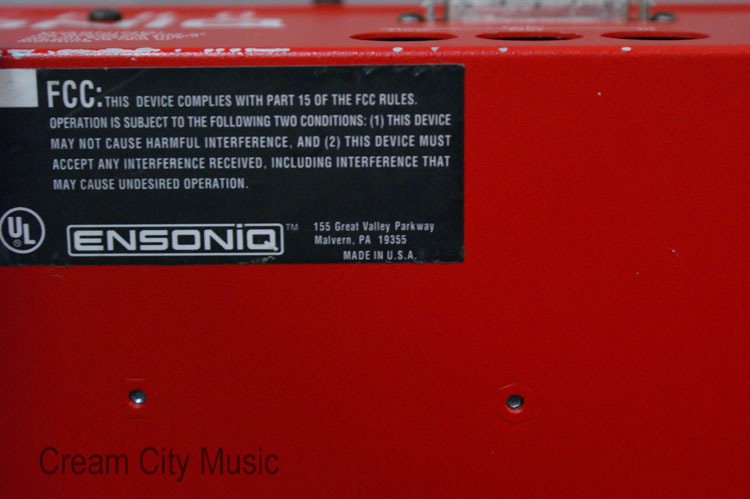 FCC: THIS DEVICE COMPLIES WITH PART 15 OF THE FCC RULES.
OPERATION IS SUBJECT TO THE FOLLOWING TWO CONDITIONS: (1) THIS DEVICE
MAY NOT CAUSE HARMFUL INTERFERENCE, AND (2) THIS DEVICE MUST
ACCEPT ANY INTERFERENCE RECEIVED, INCLUDING INTERFERENCE THAT
MAY CAUSE UNDESIRED OPERATION.
UL
ENSONIQ™
155 Great Valley Parkway
Malvern, PA 19355
MADE IN U.S.A.
Cream City Music